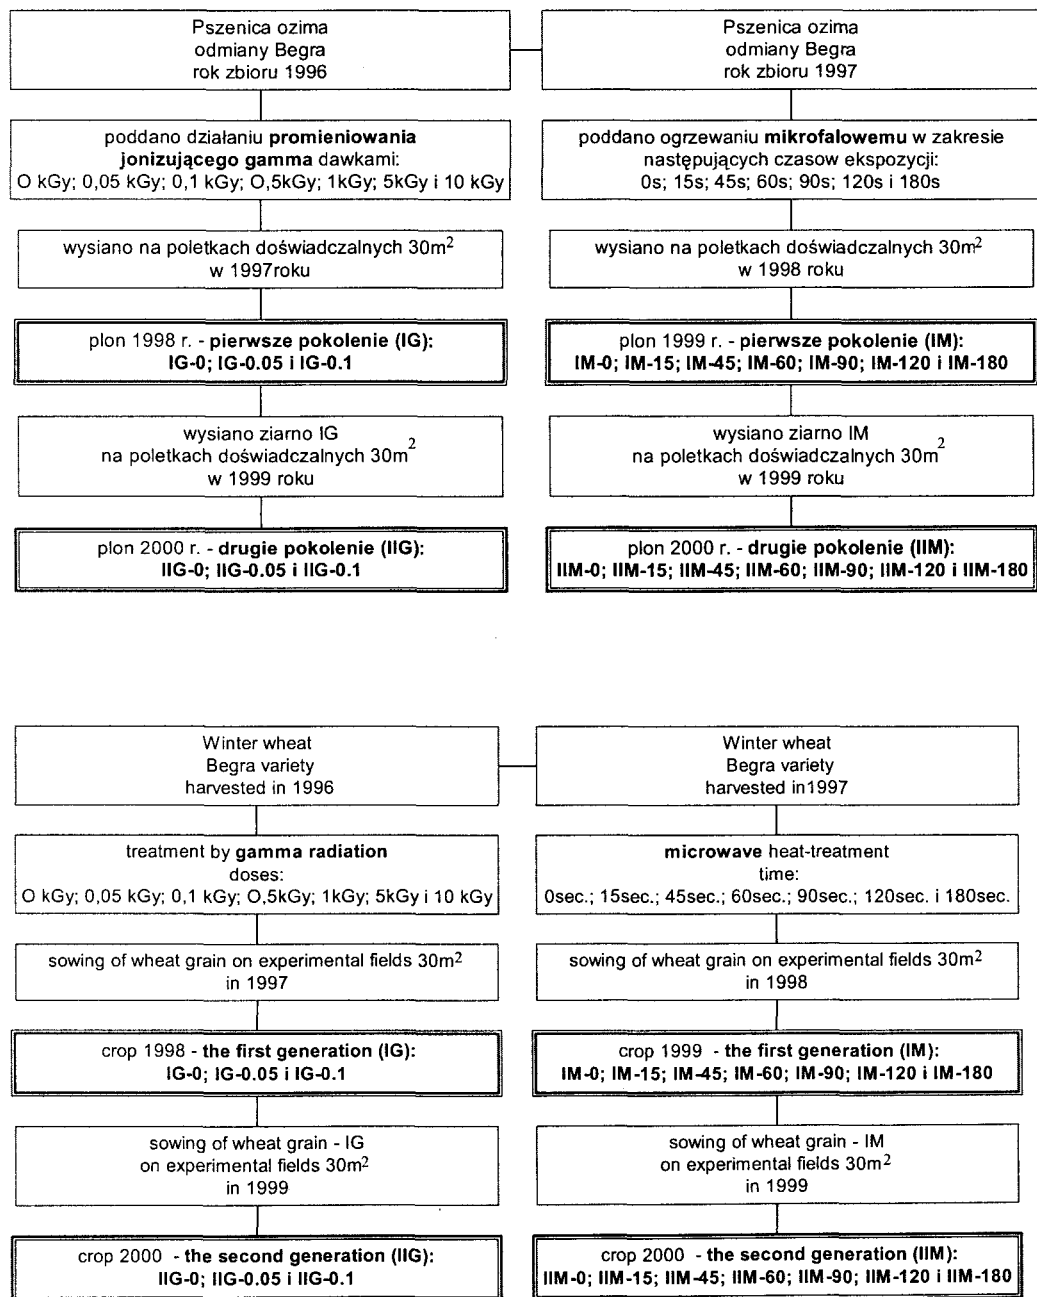 Pszenica ozima
odmiany Begra
rok zbioru 1996
Pszenica ozima
odmiany Begra
rok zbioru 1997
poddano działaniu promieniowania
jonizującego gamma dawkami:
O kGy; 0,05 kGy; 0,1 kGy; O,5kGy; 1kGy; 5kGy i 10 kGy
poddano ogrzewaniu mikrofalowemu w zakresie
następujących czasow ekspozycji:
0s; 15s; 45s; 60s; 90s; 120s i 180s
wysiano na poletkach doświadczalnych 30m²
w 1997roku
wysiano na poletkach doświadczalnych 30m²
w 1998 roku
plon 1998 r. - pierwsze pokolenie (IG):
IG-0; IG-0.05 i IG-0.1
plon 1999 r. - pierwsze pokolenie (IM):
IM-0; IM-15; IM-45; IM-60; IM-90; IM-120 i IM-180
wysiano ziarno IG
na poletkach doświadczalnych 30m²
w 1999 roku
wysiano ziarno IM
na poletkach doświadczalnych 30m²
w 1999 roku
plon 2000 r. - drugie pokolenie (IIG):
IIG-0; IIG-0.05 i IIG-0.1
plon 2000 r. - drugie pokolenie (IIM):
IIM-0; IIM-15; IIM-45; IIM-60; IIM-90; IIM-120 i IIM-180
Winter wheat
Begra variety
harvested in 1996
Winter wheat
Begra variety
harvested in1997
treatment by gamma radiation
doses:
O kGy; 0,05 kGy; 0,1 kGy; O,5kGy; 1kGy; 5kGy i 10 kGy
microwave heat-treatment
time:
0sec.; 15sec.; 45sec.; 60sec.; 90sec.; 120sec. i 180sec.
sowing of wheat grain on experimental fields 30m²
in 1997
sowing of wheat grain on experimental fields 30m²
in 1998
crop 1998 - the first generation (IG):
IG-0; IG-0.05 i IG-0.1
crop 1999 - the first generation (IM):
IM-0; IM-15; IM-45; IM-60; IM-90; IM-120 i IM-180
sowing of wheat grain - IG
on experimental fields 30m²
in 1999
sowing of wheat grain - IM
on experimental fields 30m²
in 1999
crop 2000 - the second generation (IIG):
IIG-0; IIG-0.05 i IIG-0.1
crop 2000 - the second generation (IIM):
IIM-0; IIM-15; IIM-45; IIM-60; IIM-90; IIM-120 i IIM-180